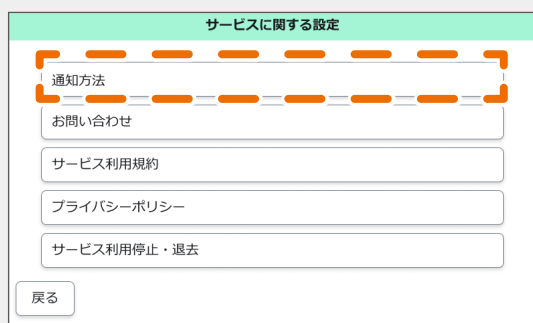 サービスに関する設定
通知方法
お問い合わせ
サービス利用規約
プライバシーポリシー
サービス利用停止・退去
戻る